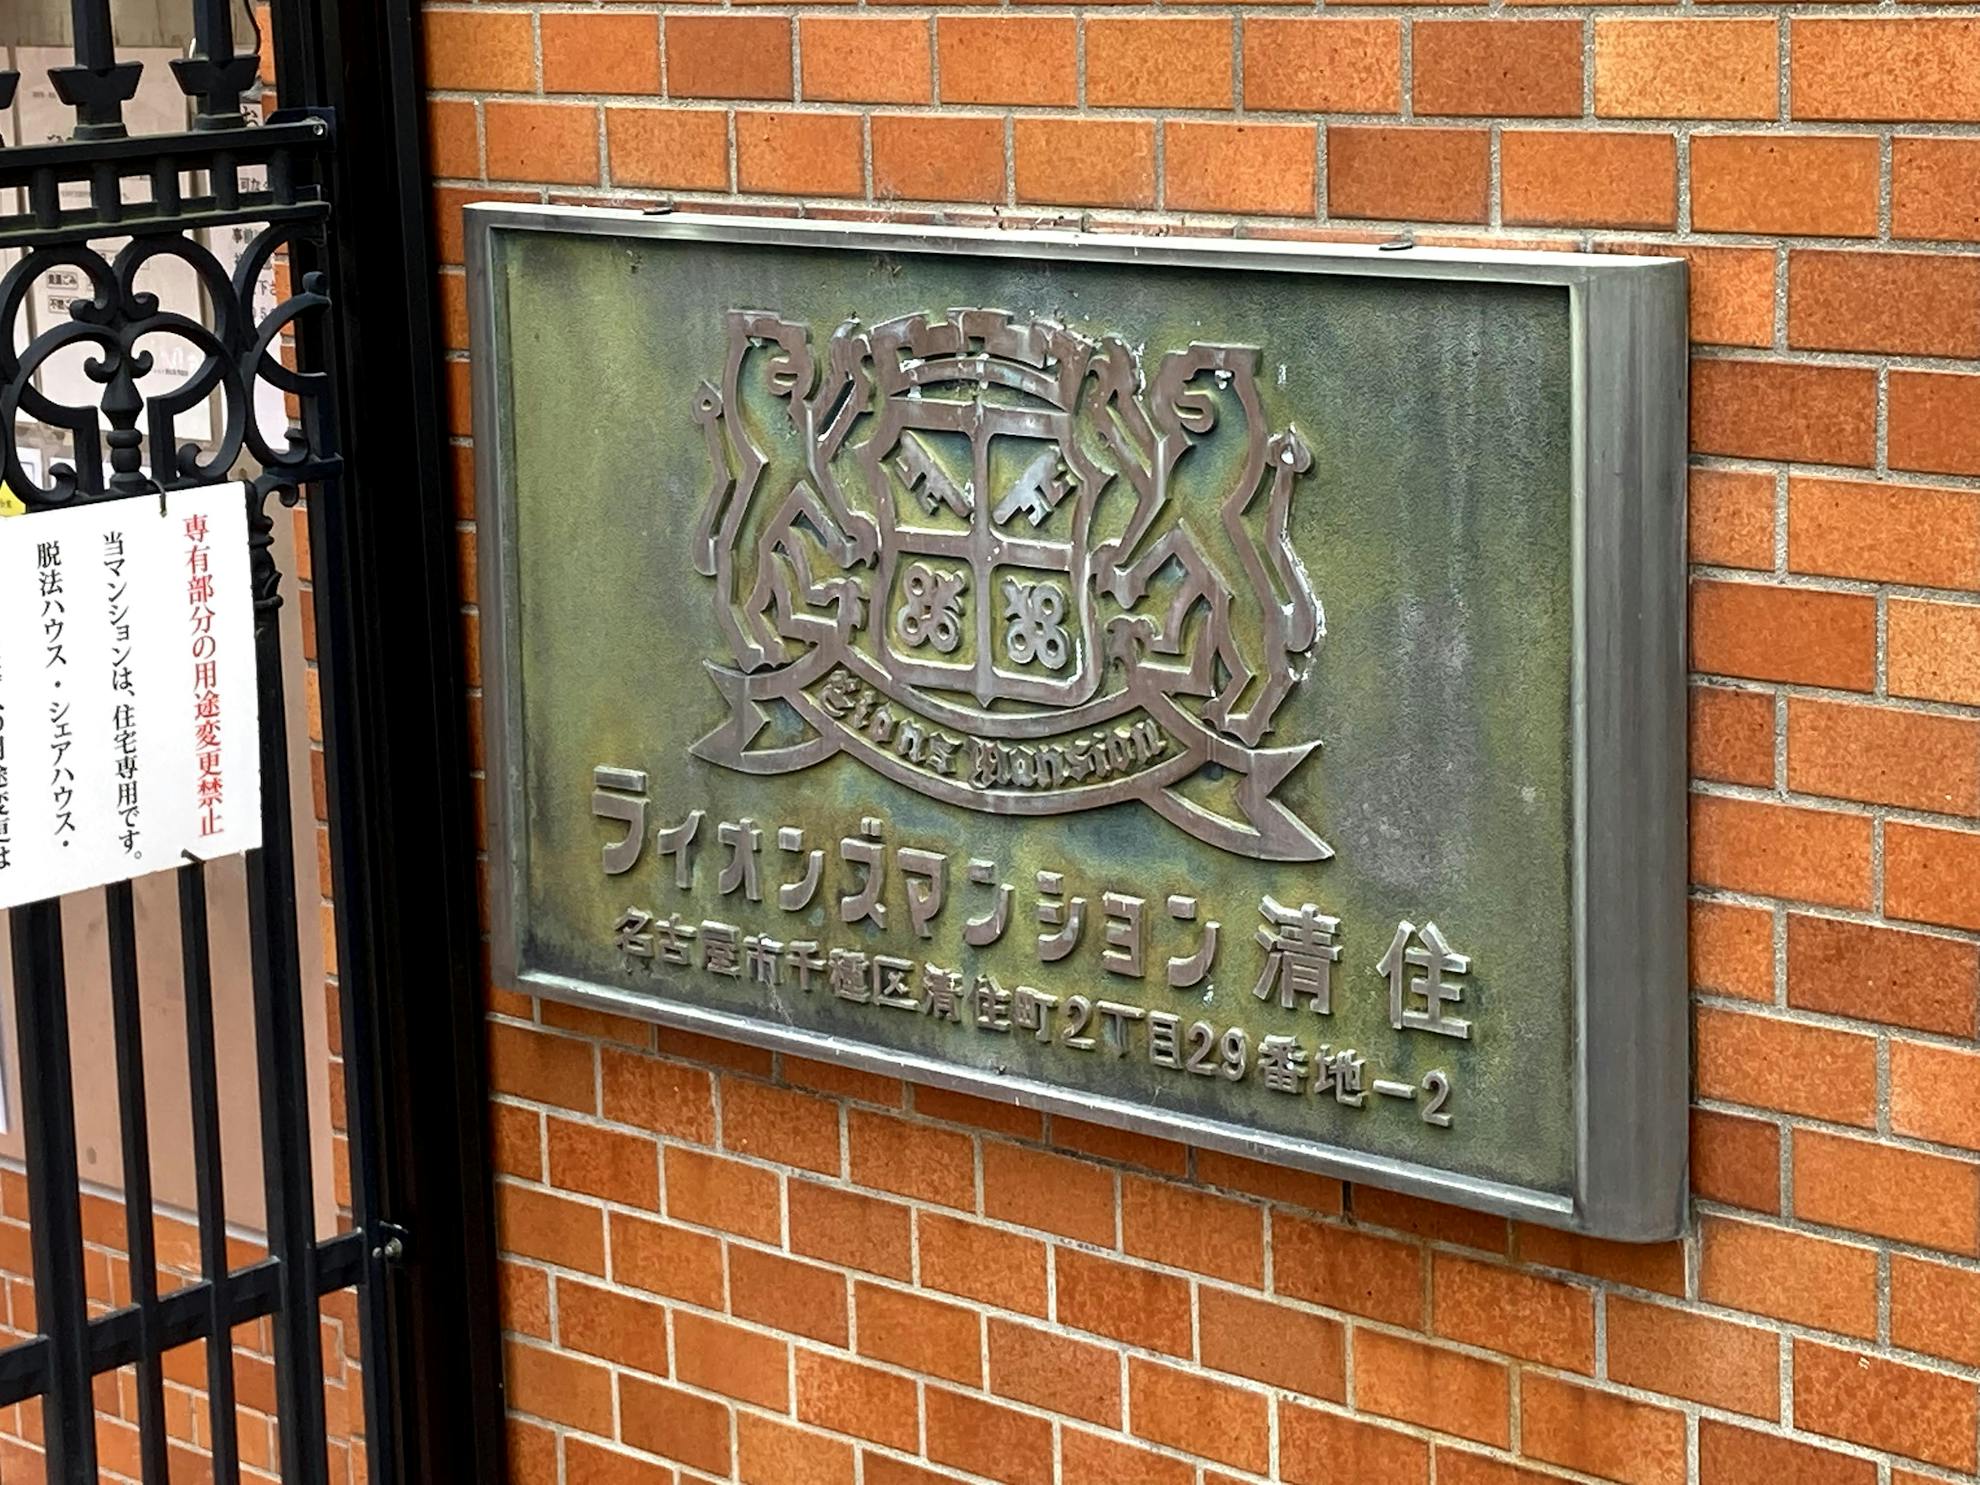 Lions Mansion
ライオンズマンション 清住
名古屋市千種区清住町2丁目29番地-2
専有部分の用途変更禁止
当マンションは、住宅専用です。
脱法ハウス・シェアハウス・
不燃ご